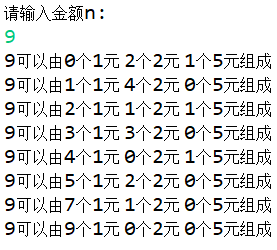 请输入金额n:
9
9可以由0个1元 2个2元 1个5元组成
9可以由1个1元 4个2元 0个5元组成
9可以由2个1元 1个2元 1个5元组成
9可以由3个1元 3个2元 0个5元组成
9可以由4个1元 0个2元 1个5元组成
9可以由5个1元 2个2元 0个5元组成
9可以由7个1元 1个2元 0个5元组成
9可以由9个1元 0个2元 0个5元组成